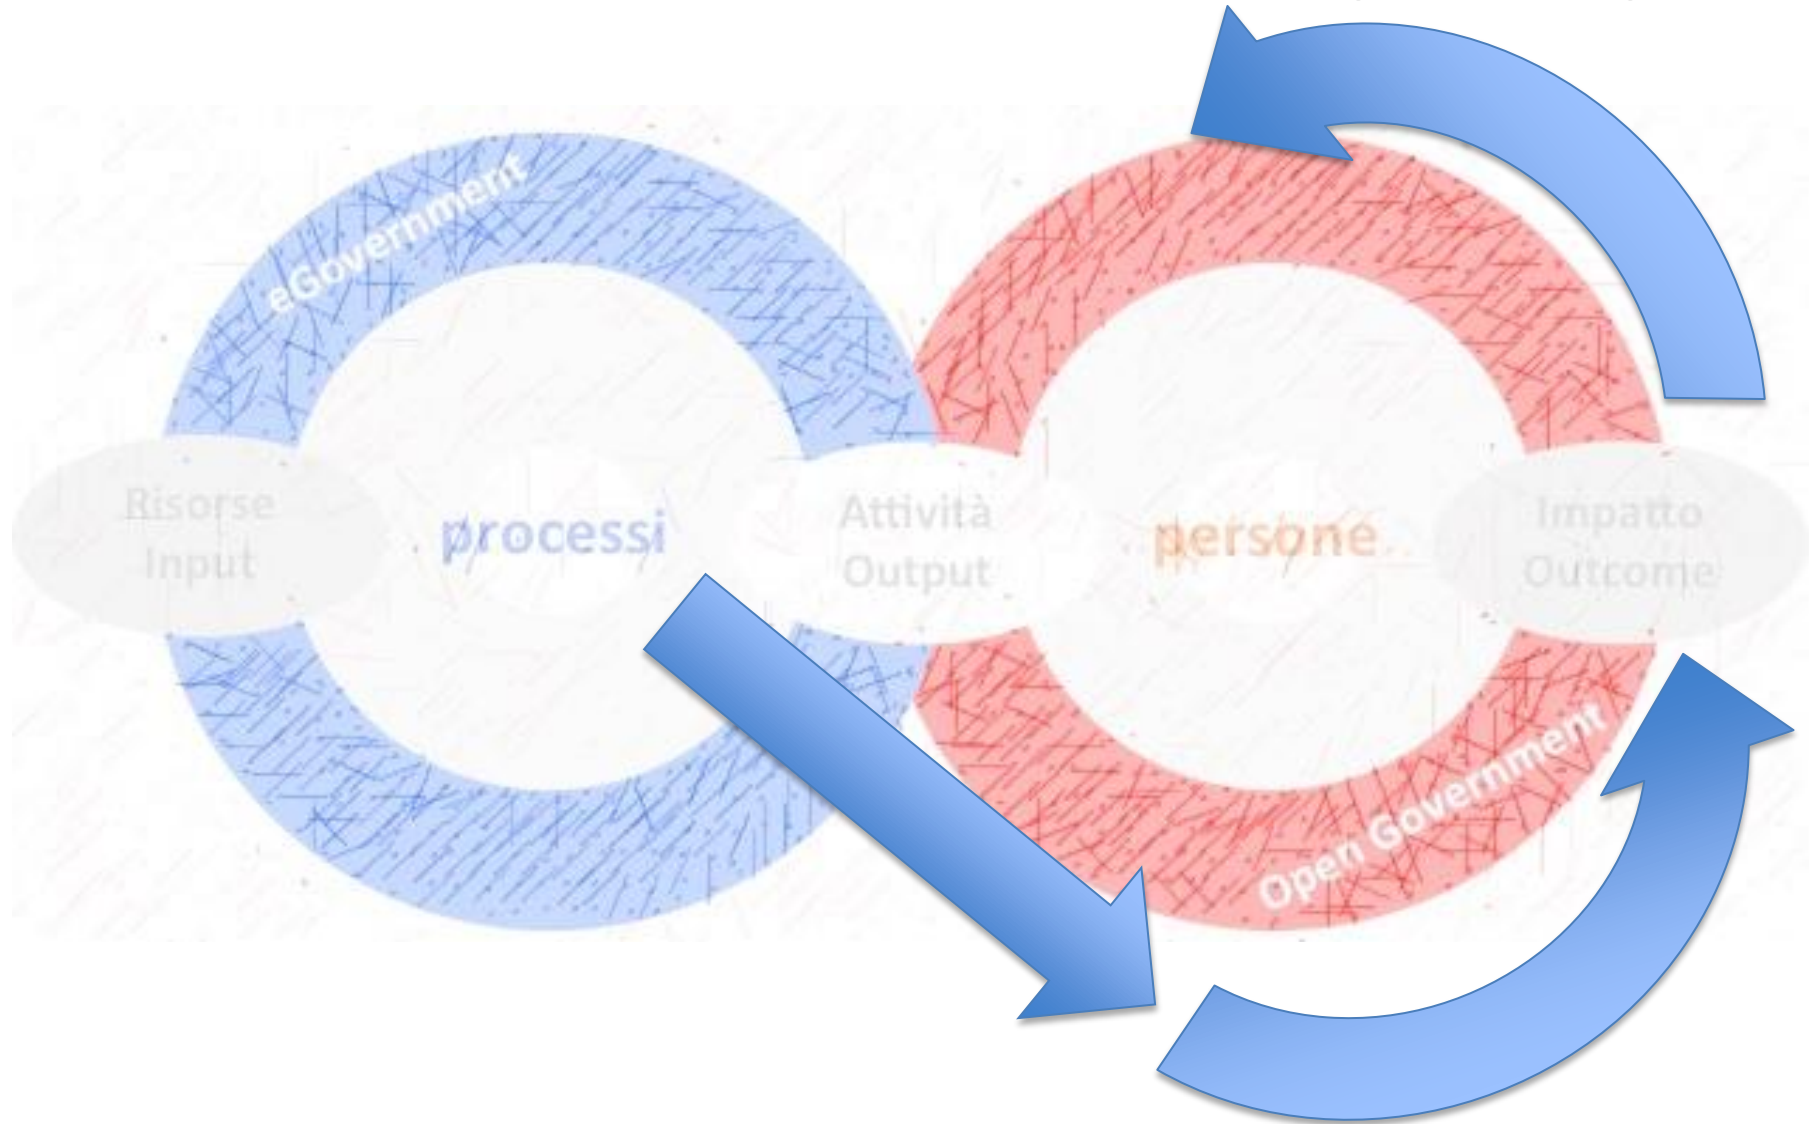 eGovernment
Risorse
Input
processi
Attività
Output
persone
Impatto
Outcome
Open Government